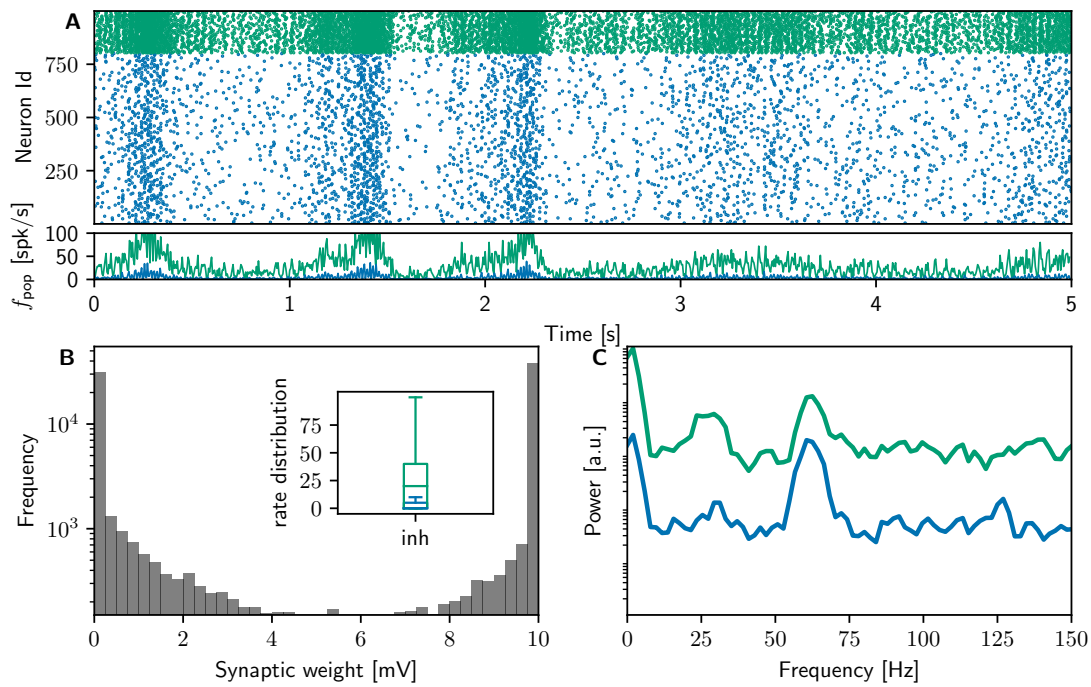 A
Neuron Id
750
500
250
f_pop [spk/s]
100
50
0
0 1 2 3 4 5
Time [s]
B
Frequency
10^4
10^3
rate distribution
75
50
25
0
inh
0 2 4 6 8 10
Synaptic weight [mV]
C
Power [a.u.]
0 25 50 75 100 125 150
Frequency [Hz]